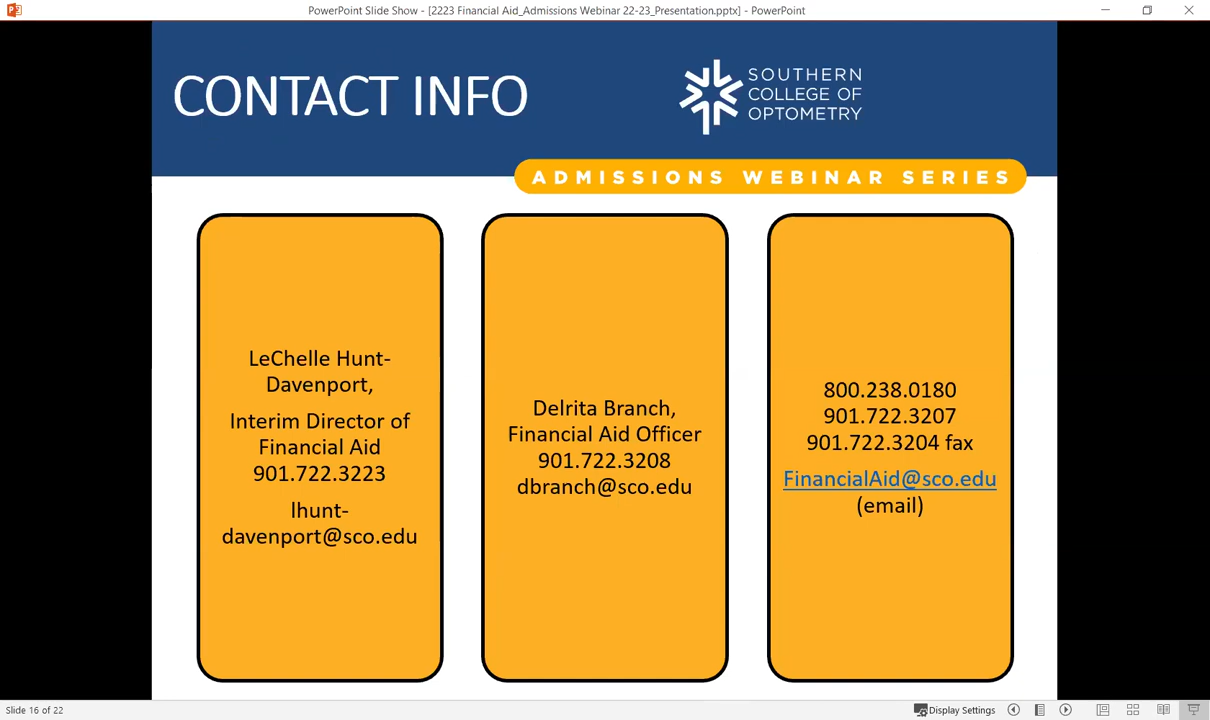 PowerPoint Slide Show - [2223 Financial Aid_Admissions Webinar 22-23_Presentation.pptx] - PowerPoint
CONTACT INFO
SOUTHERN
COLLEGE OF
OPTOMETRY
ADMISSIONS WEBINAR SERIES
LeChelle Hunt-
Davenport,
Interim Director of
Financial Aid
901.722.3223
lhunt-
davenport@sco.edu
Delrita Branch,
Financial Aid Officer
901.722.3208
dbranch@sco.edu
800.238.0180
901.722.3207
901.722.3204 fax
FinancialAid@sco.edu
(email)
Slide 16 of 22
Display Settings